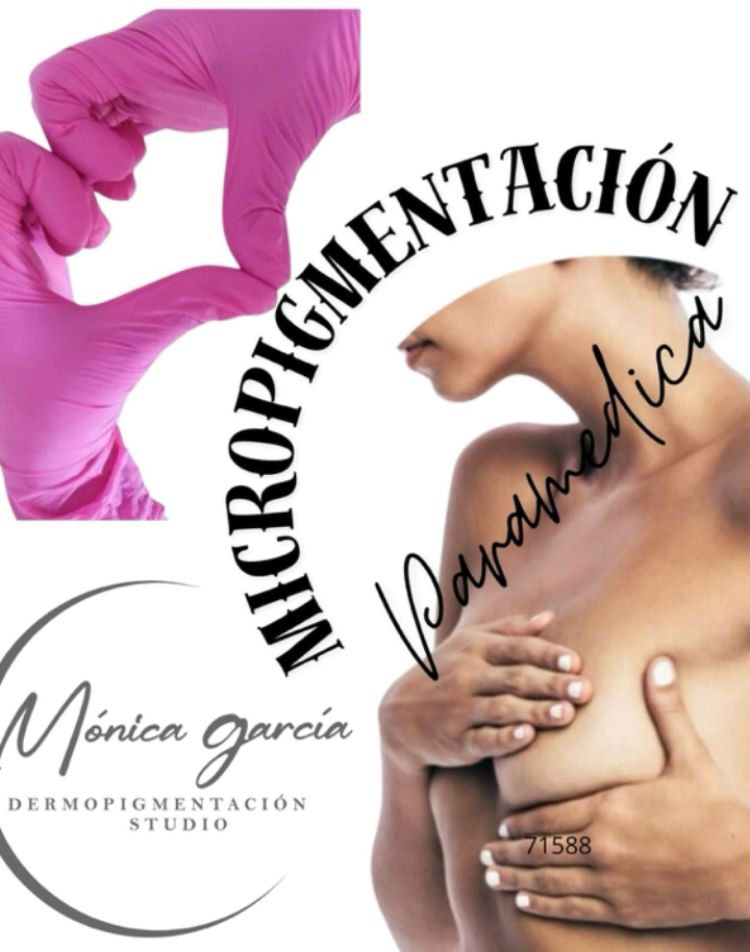 MICROPIGMENTACIÓN
Paramedica
Mónica garcía
DERMOPIGMENTACIÓN
STUDIO
71588